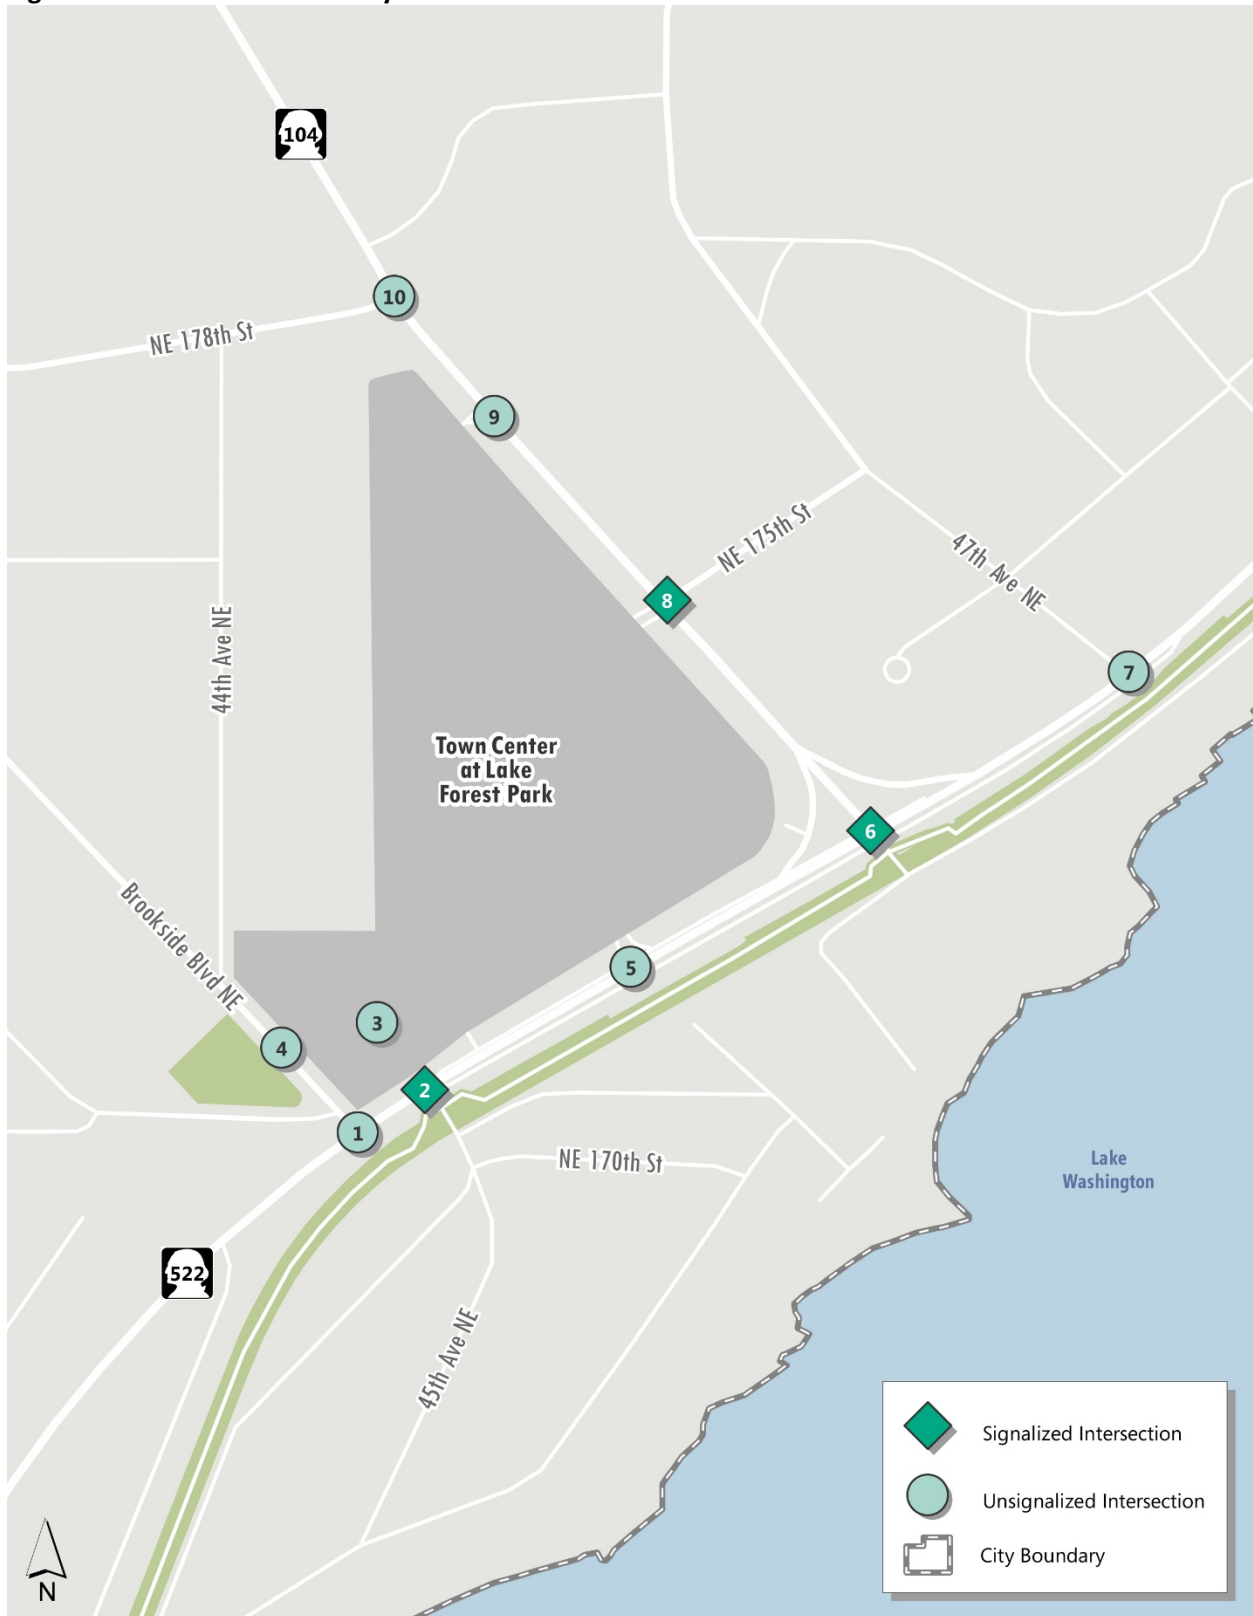 104
10
NE 178th St
9
NE 175th St
8
47th Ave NE
44th Ave NE
7
Town Center
at Lake
Forest Park
6
Brookside Blvd NE
5
3
4
2
1
NE 170th St
Lake
Washington
522
45th Ave NE
Signalized Intersection
Unsignalized Intersection
City Boundary
N